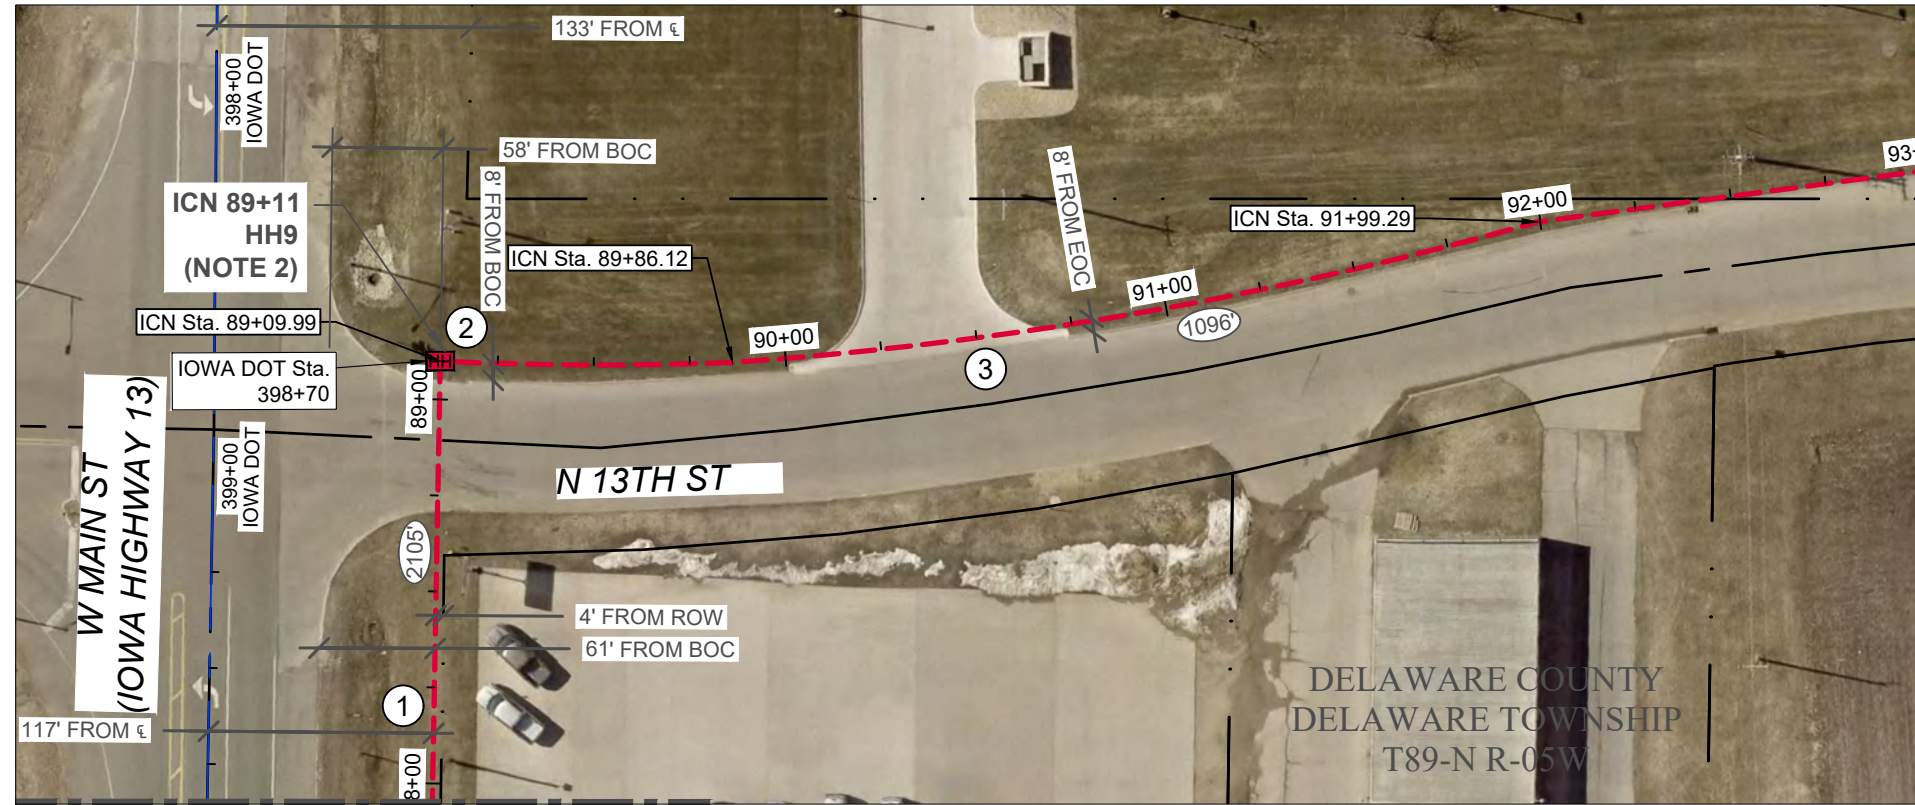 133' FROM ℄
398+00
IOWA DOT
58' FROM BOC
8' FROM BOC
8' FROM EOC
93+
ICN 89+11
HH9
(NOTE 2)
ICN Sta. 91+99.29
92+00
ICN Sta. 89+86.12
91+00
1096'
ICN Sta. 89+09.99
2
90+00
HH
IOWA DOT Sta.
398+70
3
89+00
W MAIN ST
(IOWA HIGHWAY 13)
399+00
IOWA DOT
N 13TH ST
2105'
4' FROM ROW
61' FROM BOC
1
117' FROM ℄
8+00
DELAWARE COUNTY
DELAWARE TOWNSHIP
T89-N R-05W